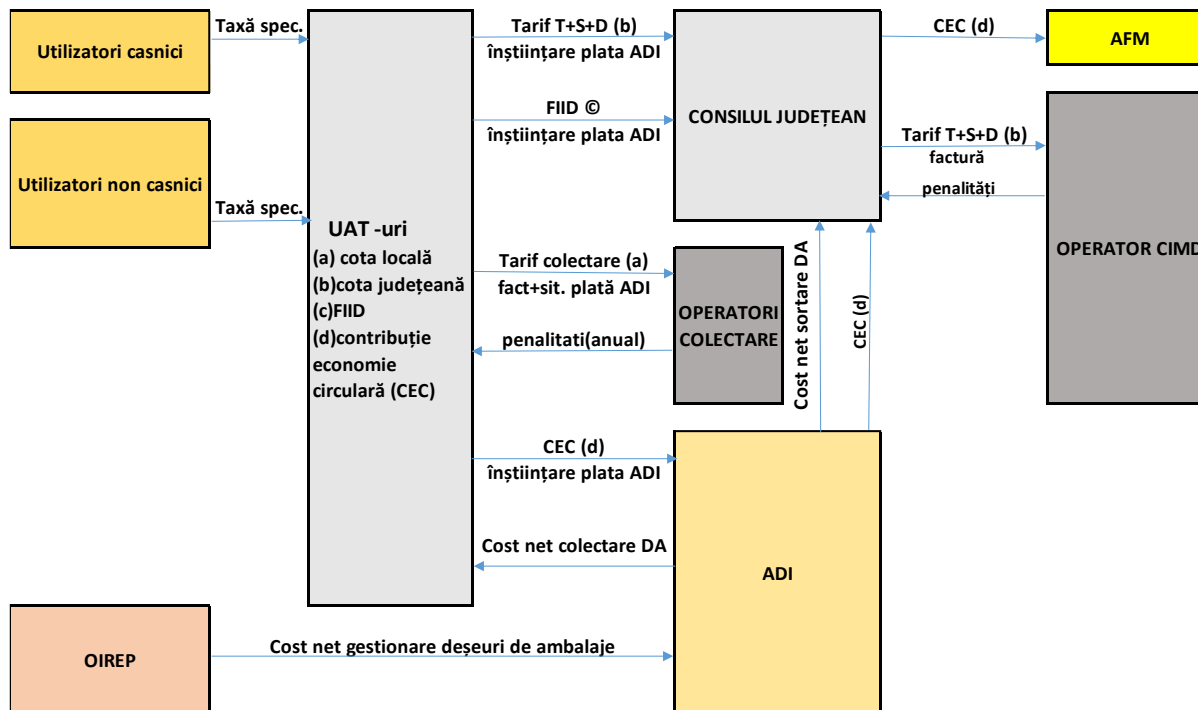 Utilizatori casnici
Taxă spec.
Utilizatori non casnici
Taxă spec.
UAT -uri
(a) cota locală
(b)cota județeană
(c)FIID
(d)contribuție
economie
circulară (CEC)
Tarif T+S+D (b)
înștiințare plata ADI
FIID ©
înștiințare plata ADI
CONSILUL JUDEȚEAN
CEC (d)
AFM
Tarif T+S+D (b)
factură
penalități
OPERATOR CIMD
Tarif colectare (a)
fact+sit. plată ADI
penalitati(anual)
OPERATORI
COLECTARE
Cost net sortare DA
CEC (d)
CEC (d)
înștiințare plata ADI
Cost net colectare DA
ADI
OIREP
Cost net gestionare deșeuri de ambalaje